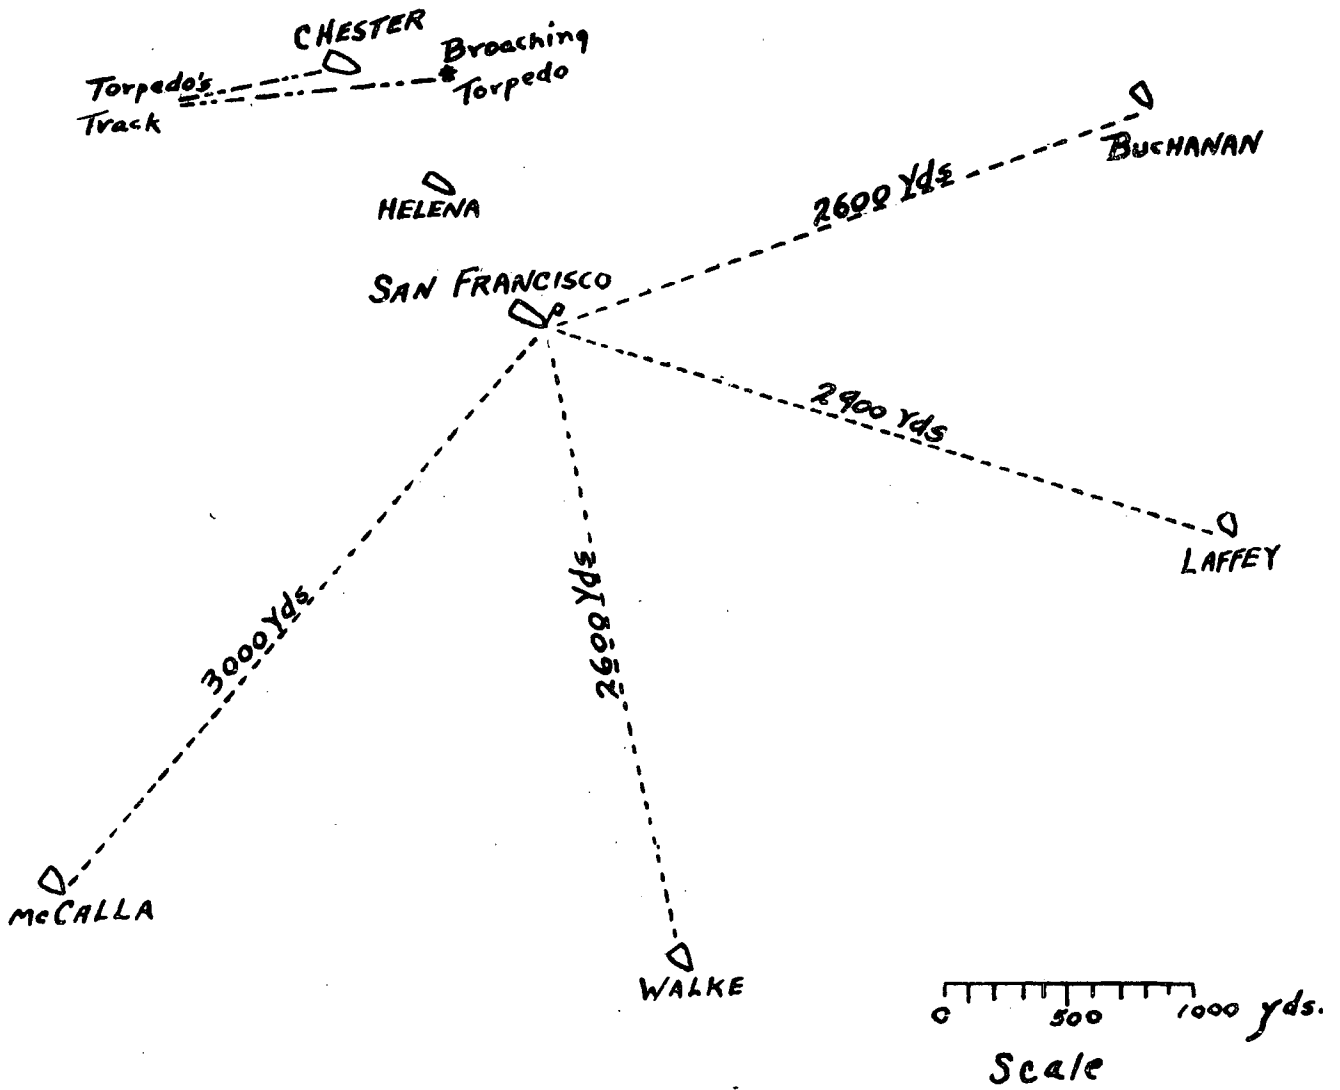 CHESTER
Broaching
Torpedo
Torpedo's
Track
BUCHANAN
2600 Yds
HELENA
SAN FRANCISCO
2900 Yds
LAFFEY
2600 Yds
3000 Yds
McCALLA
WALKE
0 500 1000 yds.
Scale